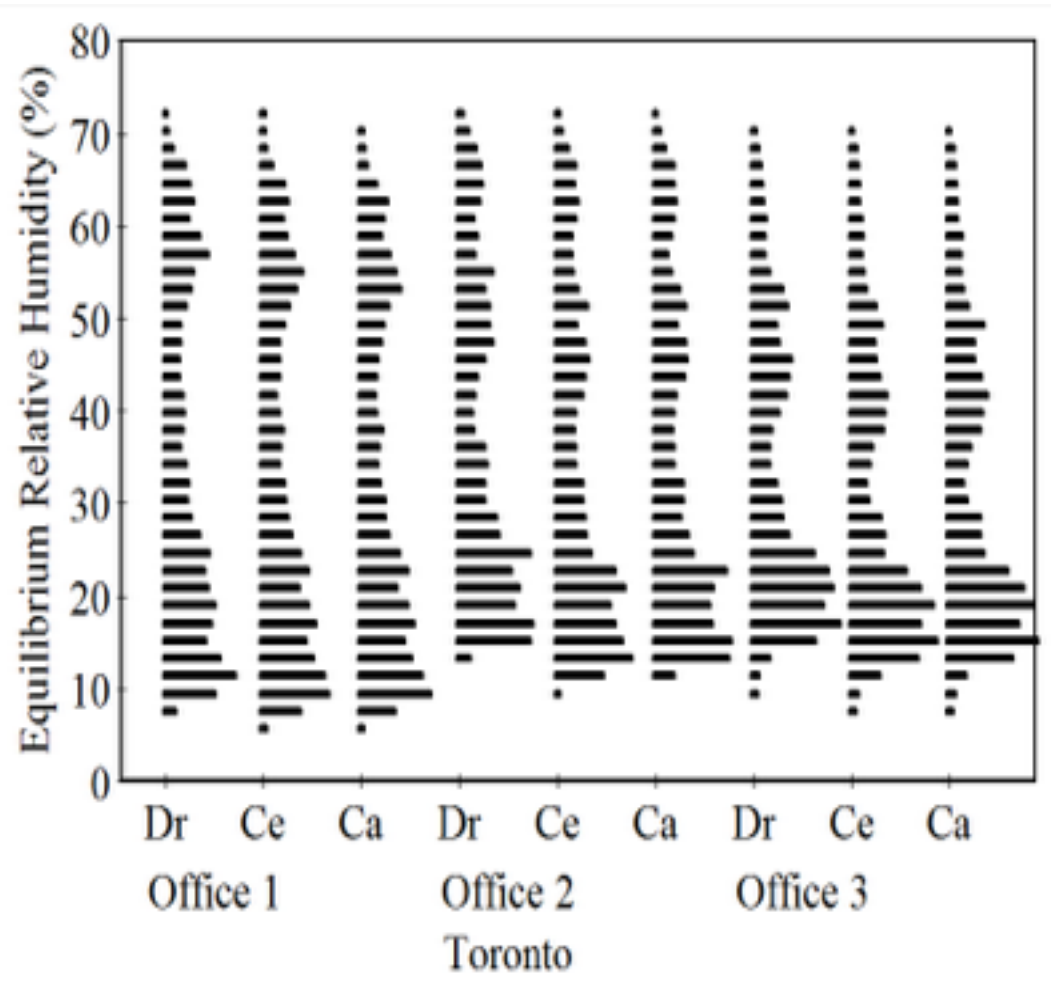 Equilibrium Relative Humidity (%)
80
70
60
50
40
30
20
10
0
Dr Ce Ca Dr Ce Ca Dr Ce Ca
Office 1 Office 2 Office 3
Toronto